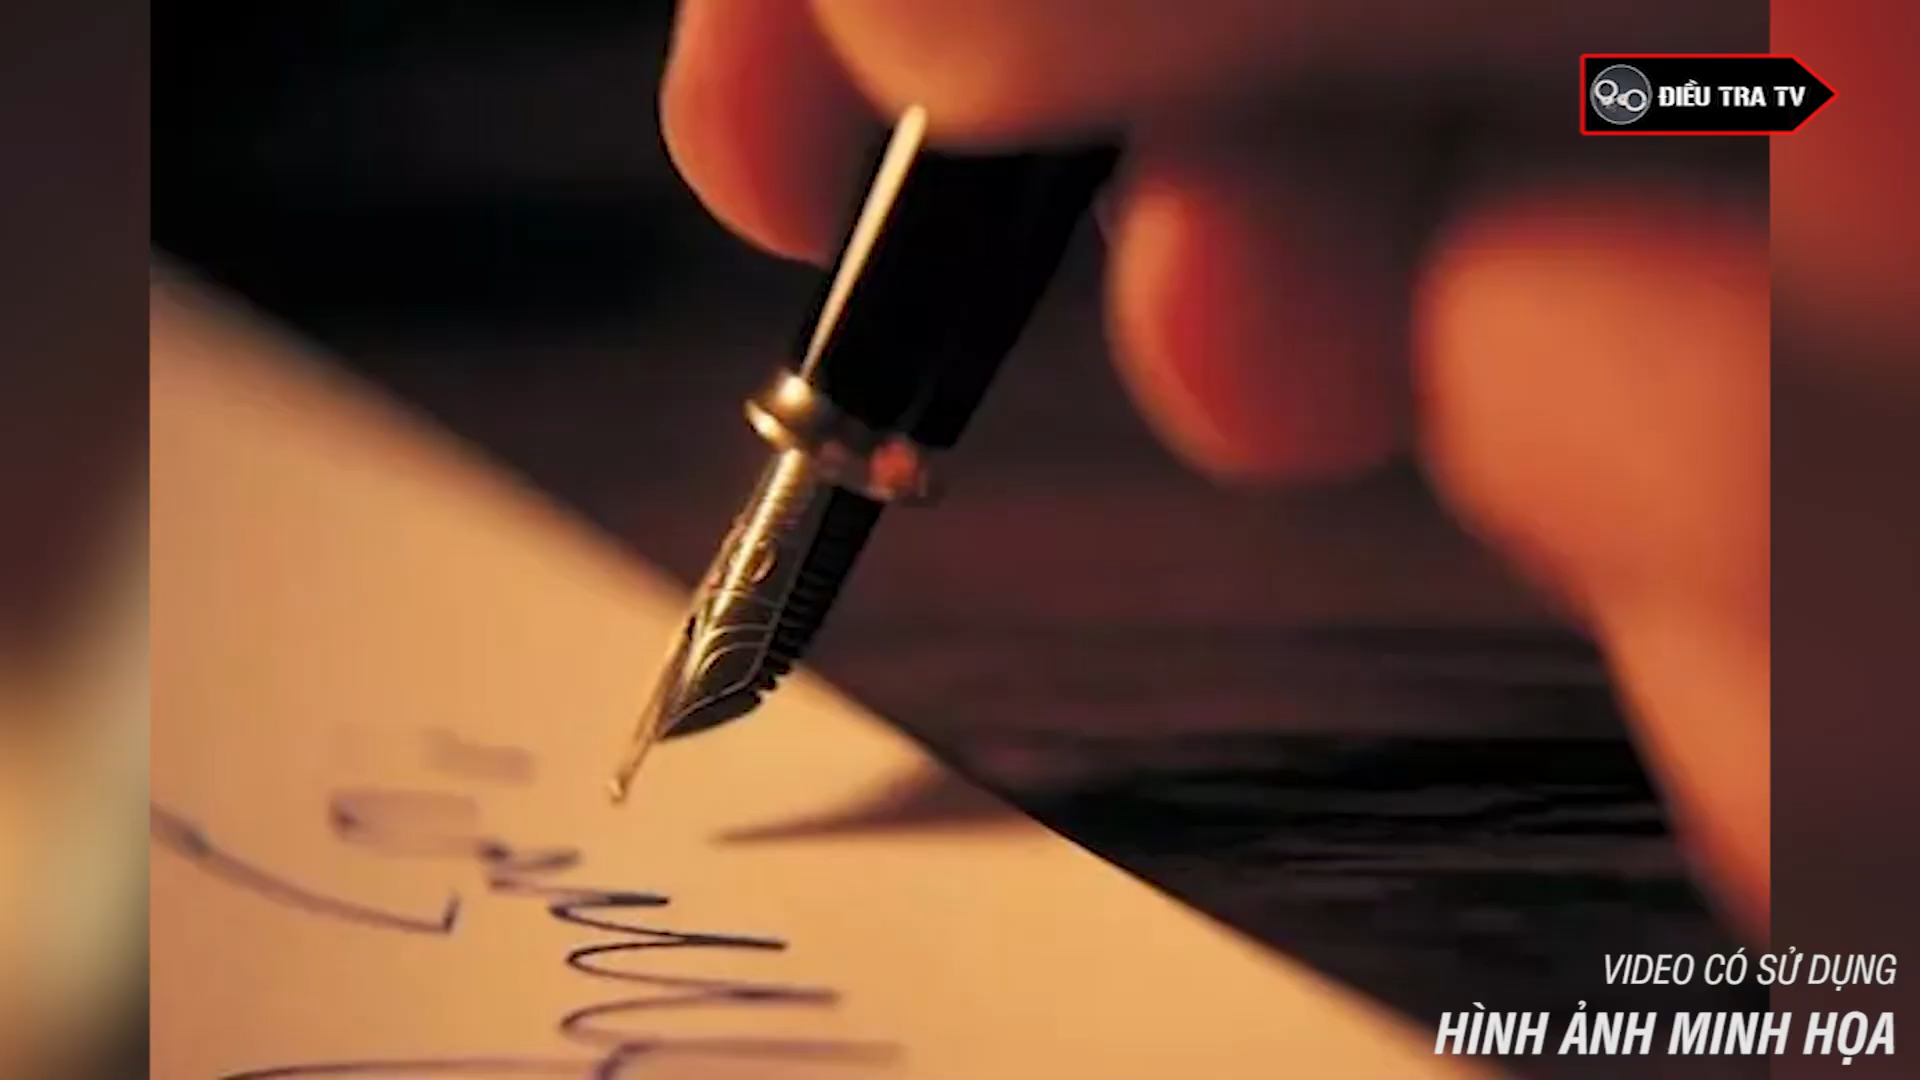 ĐIỀU TRA TV
VIDEO CÓ SỬ DỤNG
HÌNH ẢNH MINH HỌA